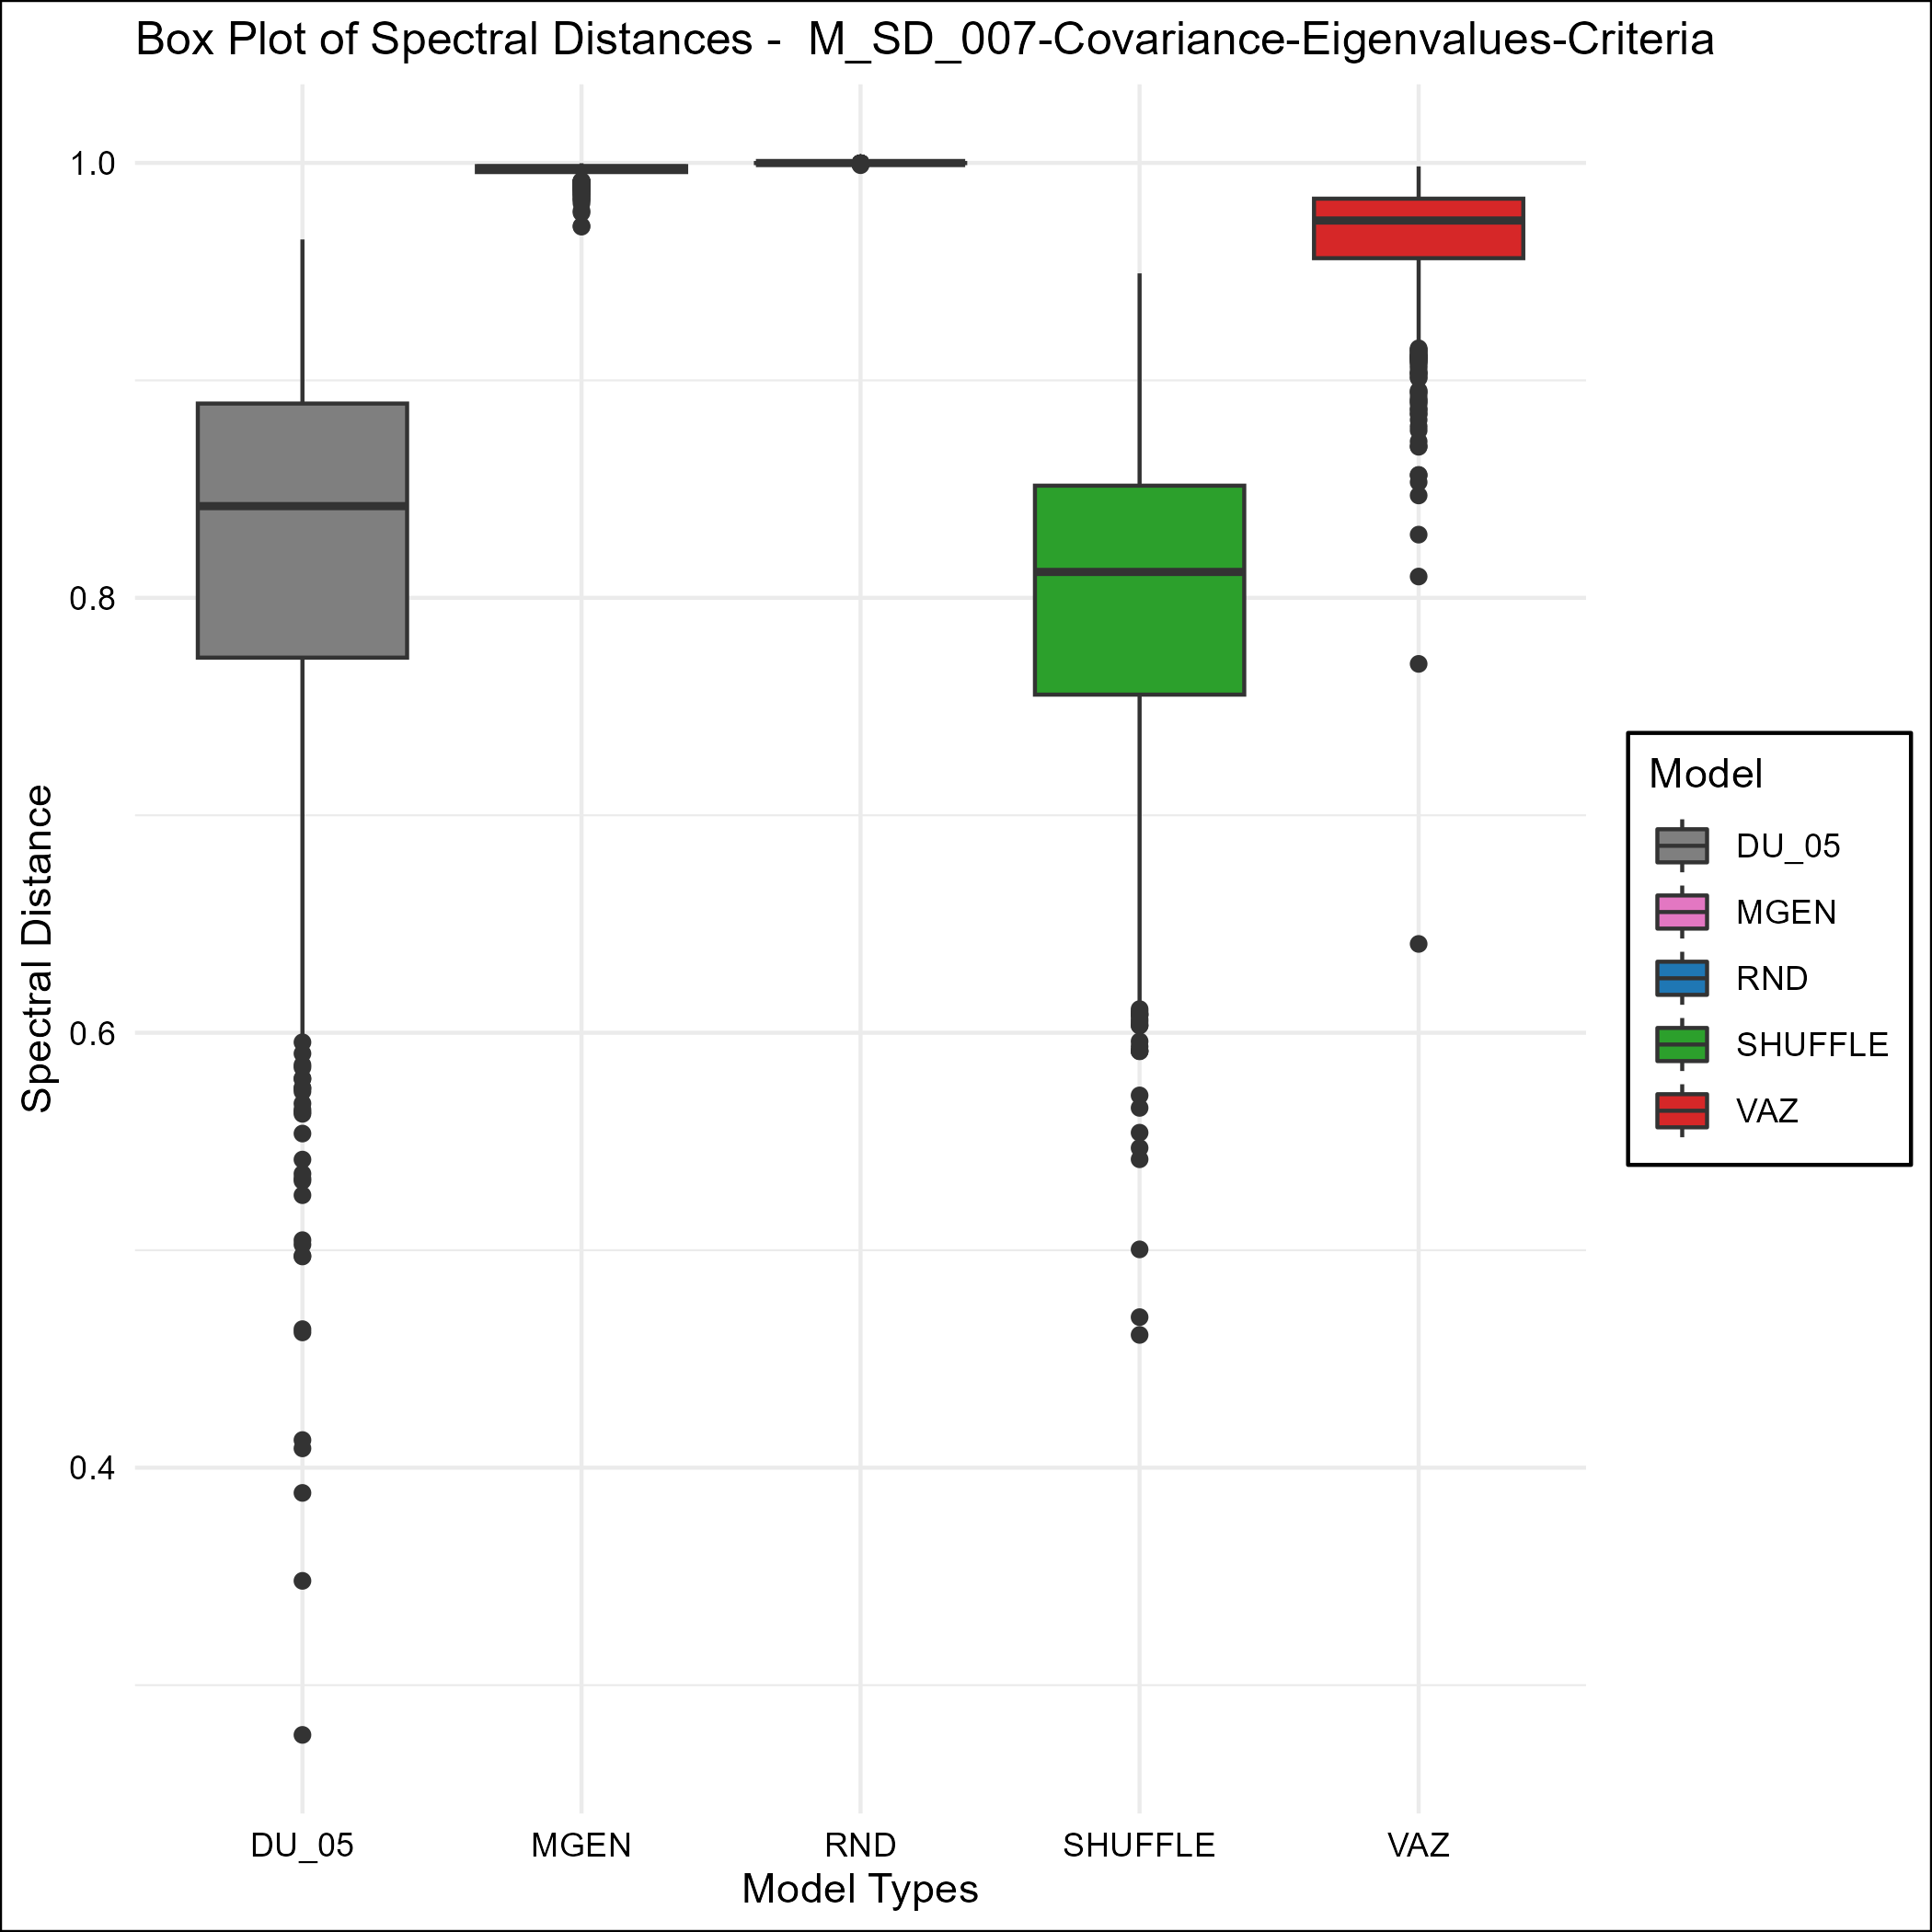 Box Plot of Spectral Distances -  M_SD_007-Covariance-Eigenvalues-Criteria
Spectral Distance
1.0
0.8
0.6
0.4
DU_05
MGEN
RND
SHUFFLE
VAZ
Model Types
Model
DU_05
MGEN
RND
SHUFFLE
VAZ